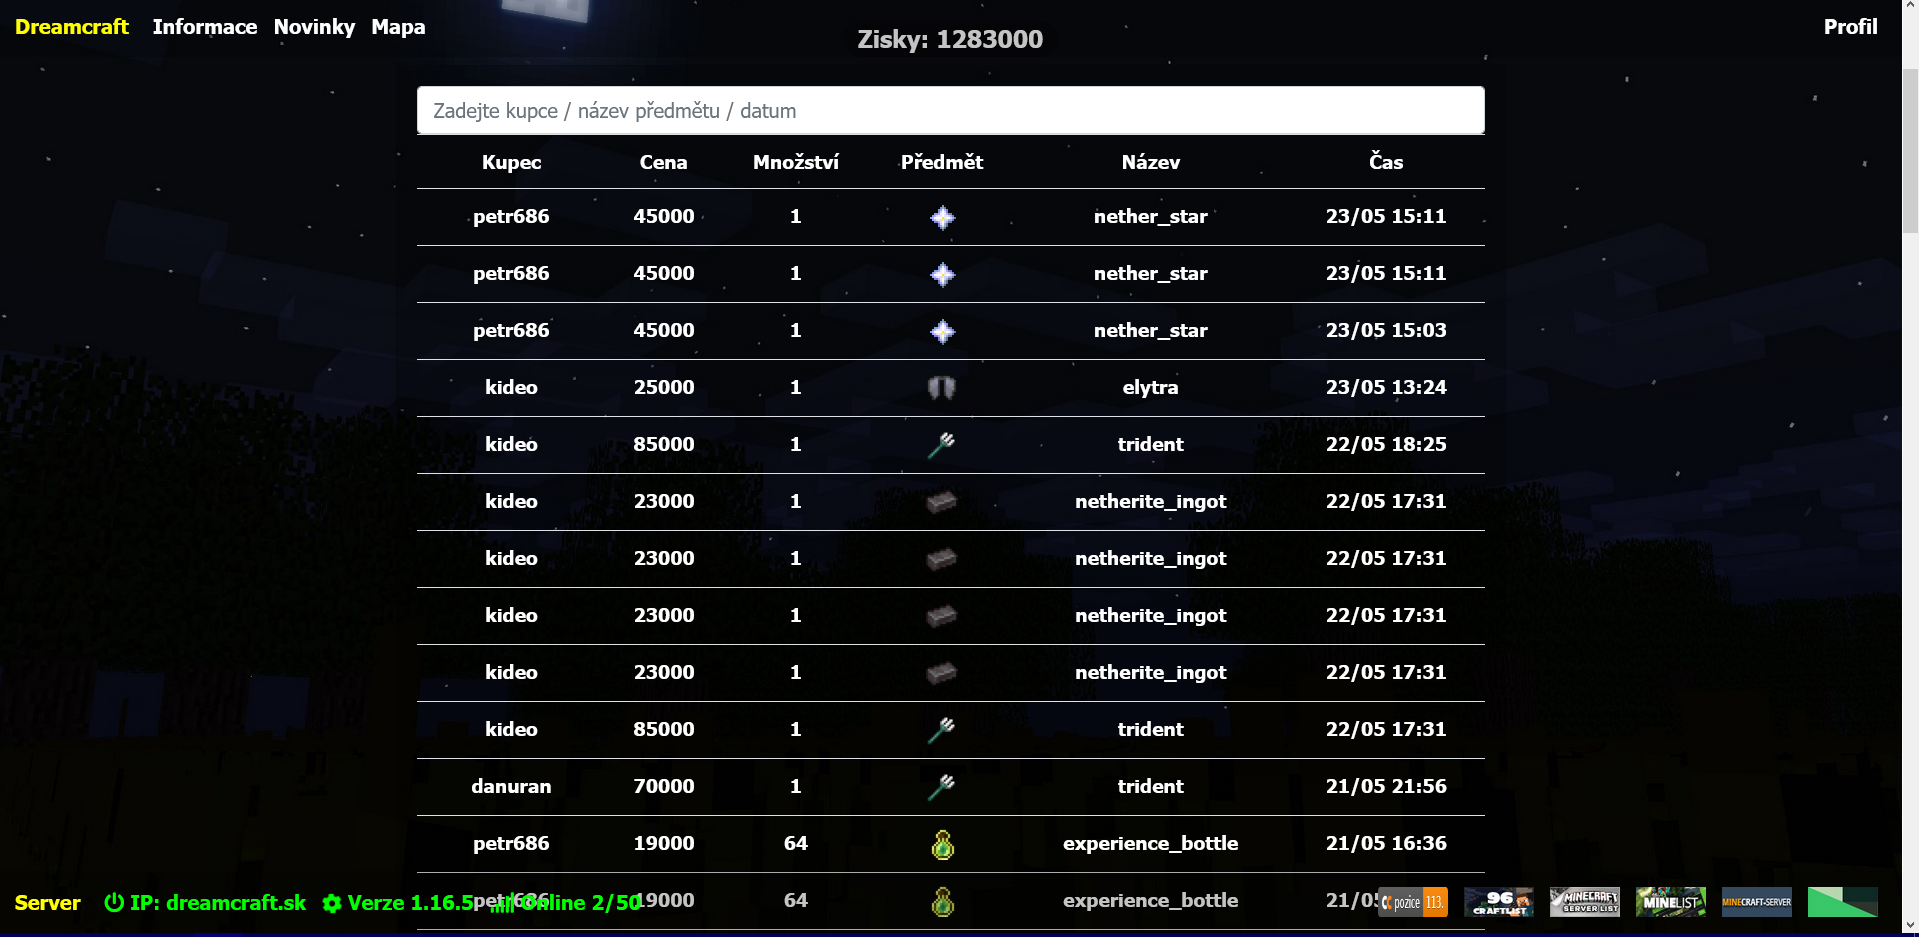 Dreamcraft Informace Novinky Mapa Profil
Zisky: 1283000
Zadejte kupce / název předmětu / datum
Kupec Cena Množství Předmět Název Čas
petr686 45000 1 nether_star 23/05 15:11
petr686 45000 1 nether_star 23/05 15:11
petr686 45000 1 nether_star 23/05 15:03
kideo 25000 1 elytra 23/05 13:24
kideo 85000 1 trident 22/05 18:25
kideo 23000 1 netherite_ingot 22/05 17:31
kideo 23000 1 netherite_ingot 22/05 17:31
kideo 23000 1 netherite_ingot 22/05 17:31
kideo 23000 1 netherite_ingot 22/05 17:31
kideo 85000 1 trident 22/05 17:31
danuran 70000 1 trident 21/05 21:56
petr686 19000 64 experience_bottle 21/05 16:36
petr686 19000 64 experience_bottle 21/05
Server IP: dreamcraft.sk Verze 1.16.5 Online 2/50 pozice 113. 96 CRAFTLIST MINECRAFT SERVER LIST MINELIST MINECRAFT-SERVER